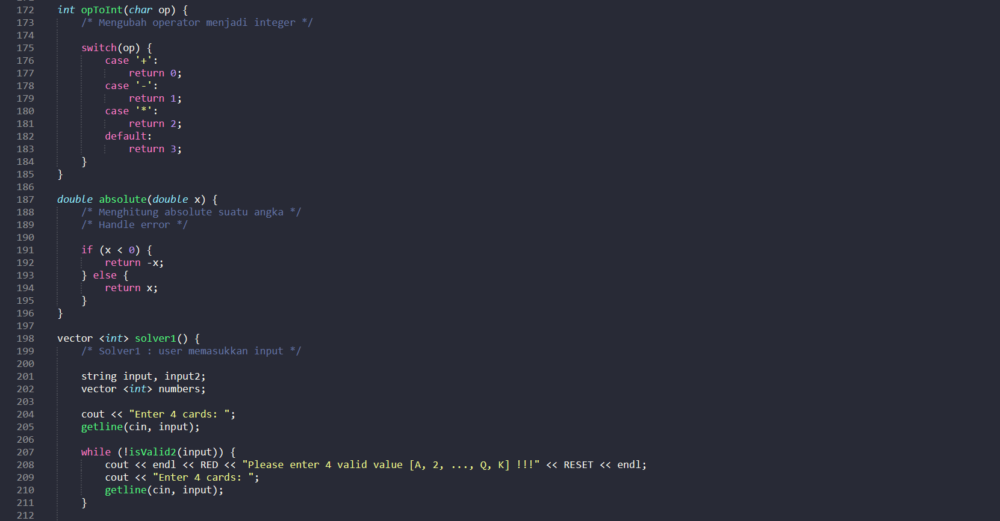 172 int opToInt(char op) {
173     /* Mengubah operator menjadi integer */
174
175     switch(op) {
176         case '+':
177             return 0;
178         case '-':
179             return 1;
180         case '*':
181             return 2;
182         default:
183             return 3;
184     }
185 }
186
187 double absolute(double x) {
188     /* Menghitung absolute suatu angka */
189     /* Handle error */
190
191     if (x < 0) {
192         return -x;
193     } else {
194         return x;
195     }
196 }
197
198 vector <int> solver1() {
199     /* Solver1 : user memasukkan input */
200
201     string input, input2;
202     vector <int> numbers;
203
204     cout << "Enter 4 cards: ";
205     getline(cin, input);
206
207     while (!isValid2(input)) {
208         cout << endl << RED << "Please enter 4 valid value [A, 2, ..., Q, K] !!!" << RESET << endl;
209         cout << "Enter 4 cards: ";
210         getline(cin, input);
211     }
212